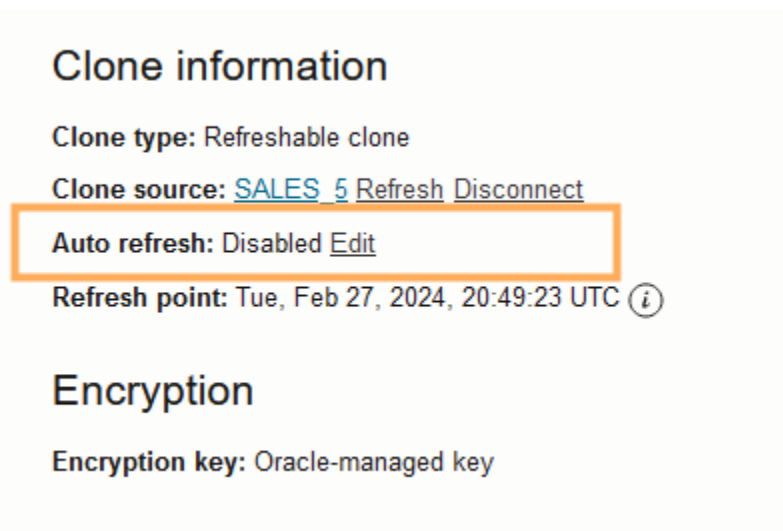 Clone information
Clone type: Refreshable clone
Clone source: SALES_5 Refresh Disconnect
Auto refresh: Disabled Edit
Refresh point: Tue, Feb 27, 2024, 20:49:23 UTC i
Encryption
Encryption key: Oracle-managed key